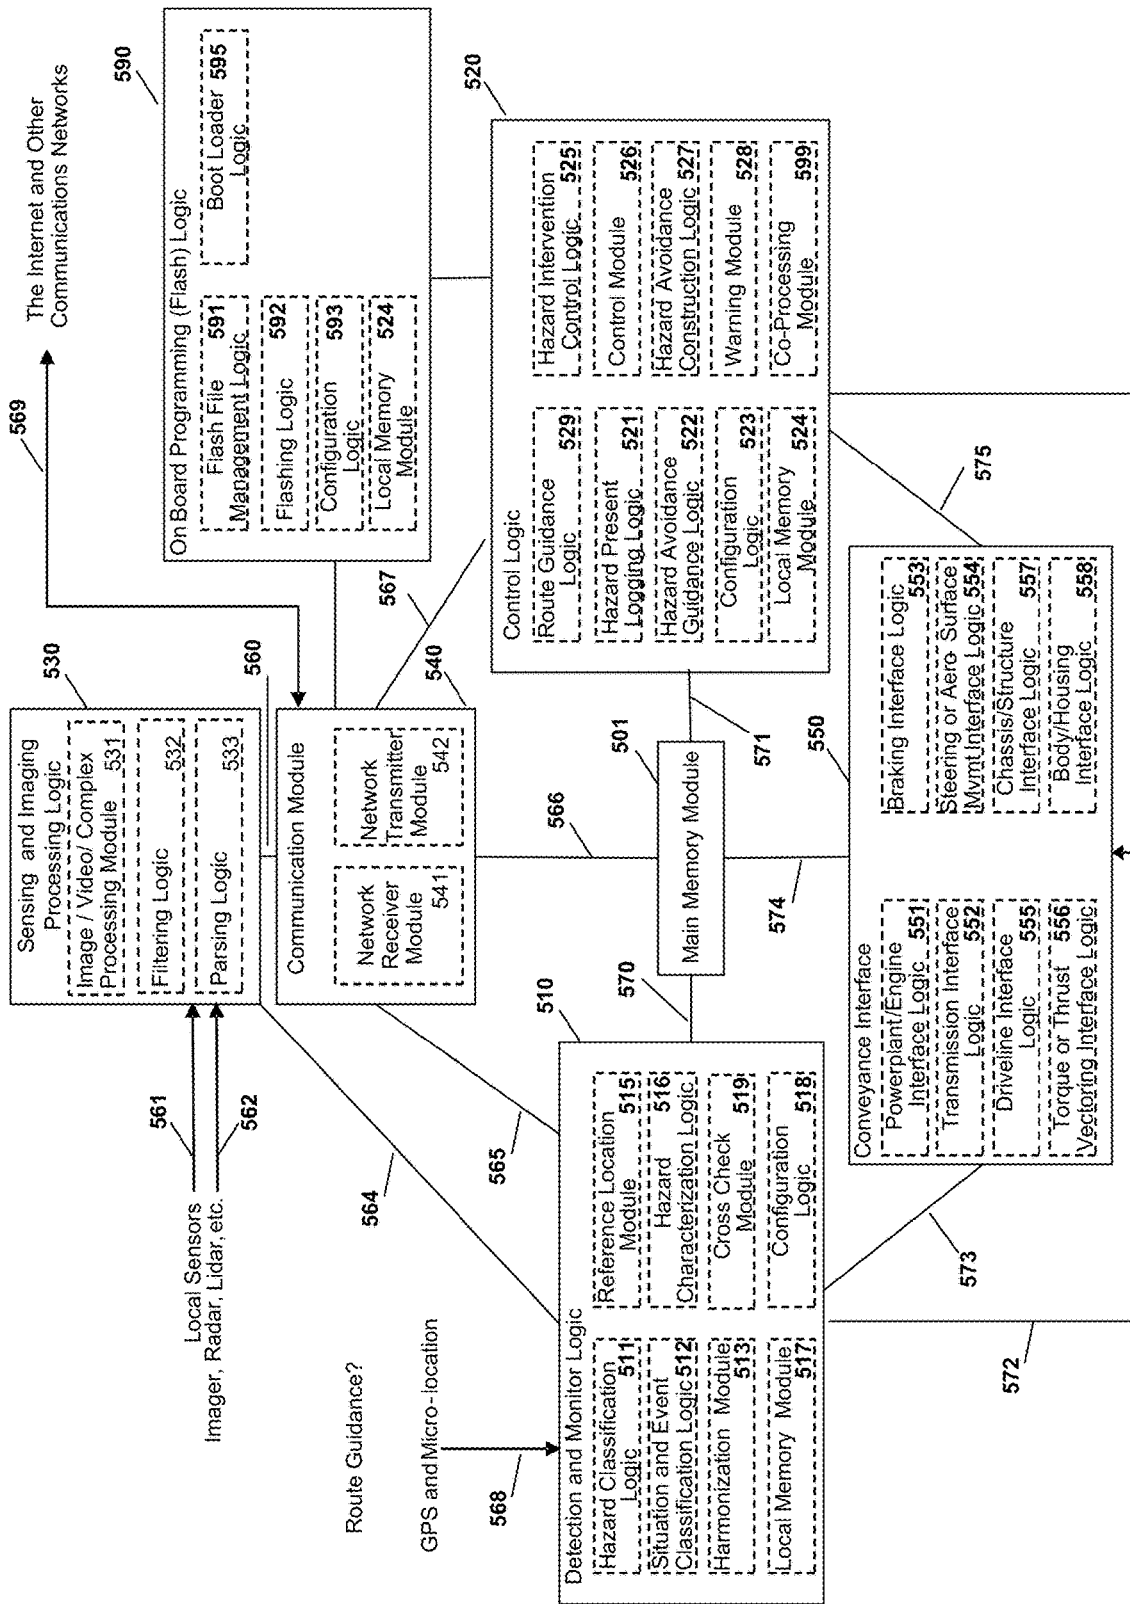 The Internet and Other
Communications Networks
569
590
On Board Programming (Flash) Logic
Flash File 591
Management Logic
Flashing Logic 592
Configuration 593
Logic
Local Memory 524
Module
Boot Loader 595
Logic
530
Sensing and Imaging
Processing Logic
Image / Video/ Complex
Processing Module 531
Filtering Logic 532
Parsing Logic 533
561
562
Local Sensors
Imager, Radar, Lidar, etc.
560
567
540
Communication Module
Network
Receiver
Module 541
Network
Transmitter
Module 542
520
Control Logic
Route Guidance
Logic 529
Hazard Present
Logging Logic 521
Hazard Avoidance
Guidance Logic 522
Configuration
Logic 523
Local Memory
Module 524
Hazard Intervention
Control Logic 525
Control Module 526
Hazard Avoidance
Construction Logic 527
Warning Module 528
Co-Processing
Module 599
564
565
566
501
Main Memory Module
570
571
574
575
Route Guidance?
GPS and Micro-location
568
510
Detection and Monitor Logic
Hazard Classification
Logic 511
Situation and Event
Classification Logic 512
Harmonization Module
513
Local Memory Module
517
Reference Location
Module 515
Hazard 516
Characterization Logic
Cross Check
Module 519
Configuration
Logic 518
550
Conveyance Interface
Powerplant/Engine
Interface Logic 551
Transmission Interface
Logic 552
Driveline Interface
Logic 555
Torque or Thrust 556
Vectoring Interface Logic
Braking Interface Logic
553
Steering or Aero- Surface
Mvmt Interface Logic 554
Chassis/Structure
Interface Logic 557
Body/Housing
Interface Logic 558
573
572